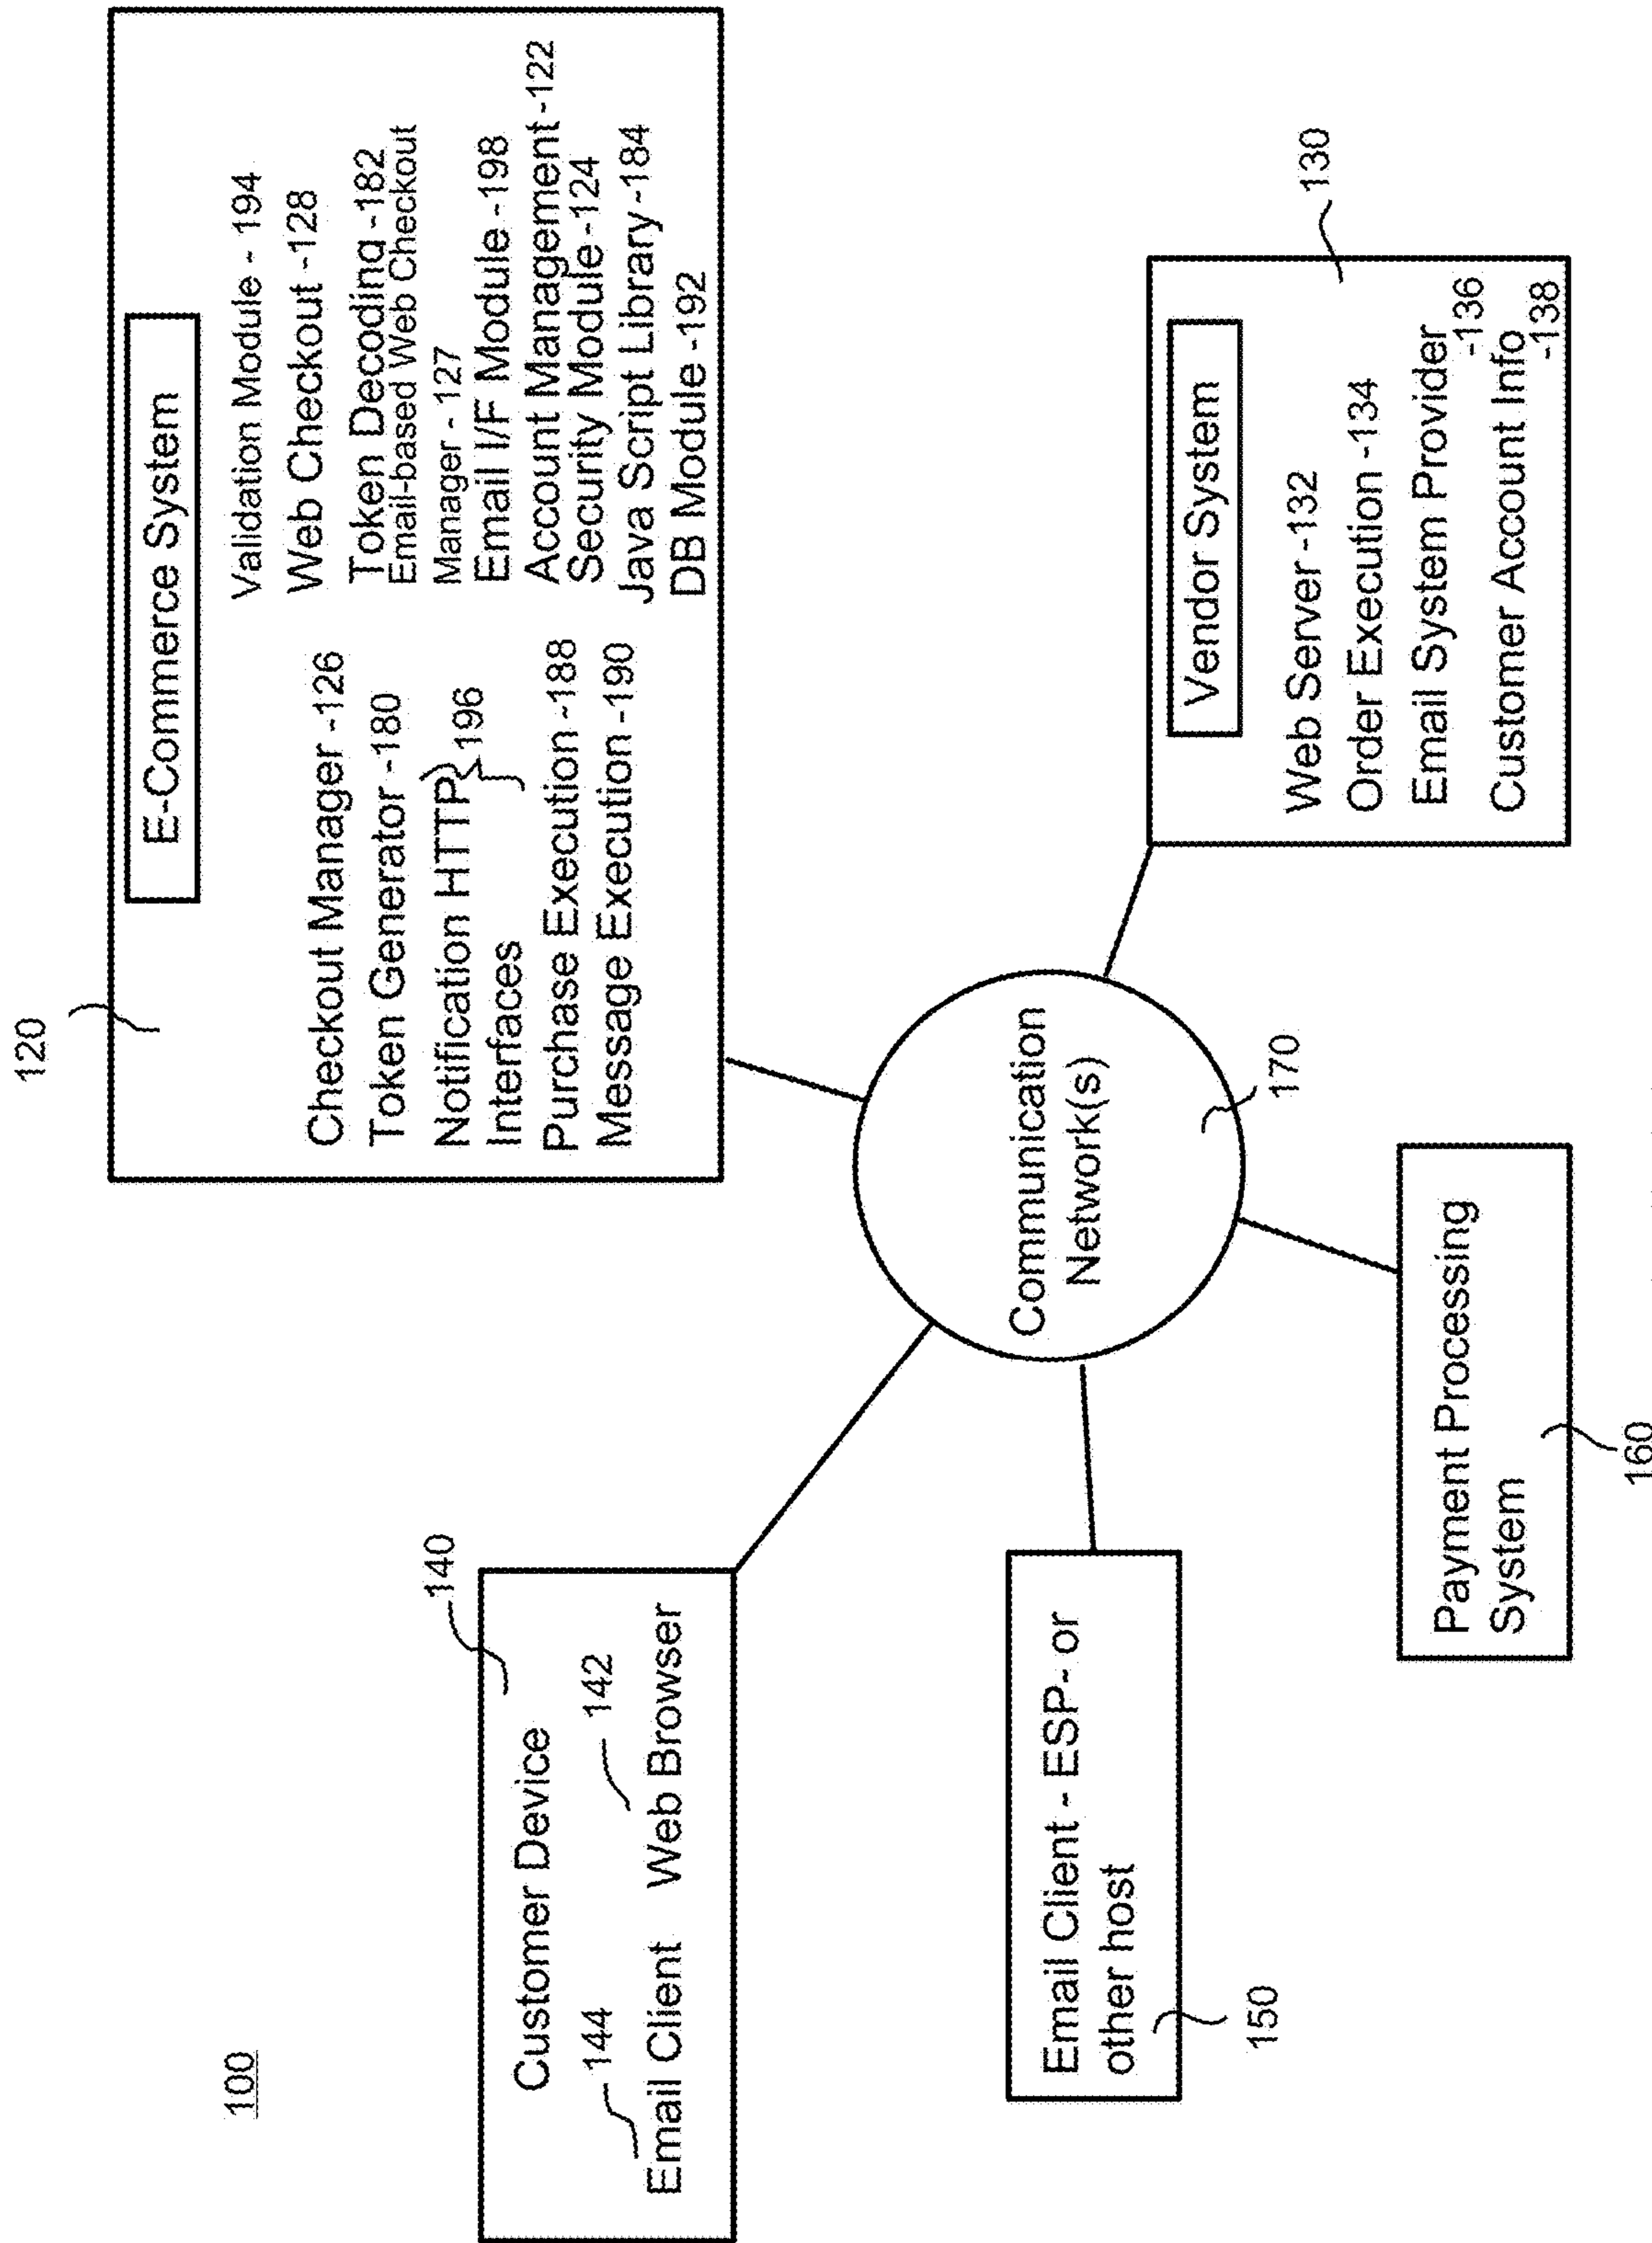 100
120
E-Commerce System
Checkout Manager -126
Token Generator -180
Notification HTTP
Interfaces
196
Purchase Execution -188
Message Execution -190
Validation Module - 194
Web Checkout -128
Token Decoding -182
Email-based Web Checkout
Manager - 127
Email I/F Module -198
Account Management -122
Security Module -124
Java Script Library -184
DB Module -192
140
Customer Device
144
142
Email Client Web Browser
Communication
Network(s)
170
Email Client - ESP- or
other host
150
Payment Processing
System
160
130
Vendor System
Web Server -132
Order Execution -134
Email System Provider
-136
Customer Account Info
-138